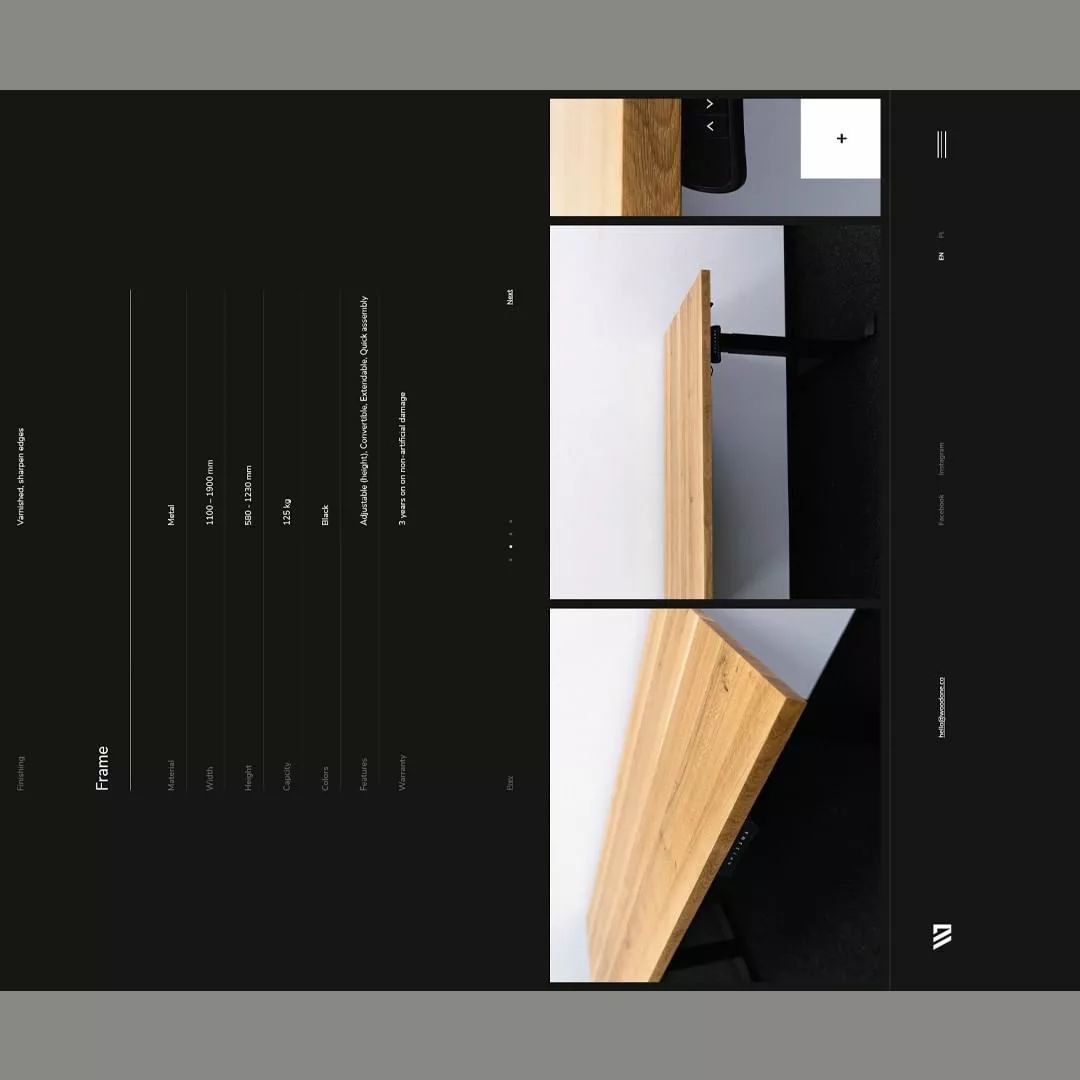 Finishing Varnished, sharpen edges
Frame
Material Metal
Width 1100 – 1900 mm
Height 580 - 1230 mm
Capcity 125 kg
Colors Black
Features Adjustable (height), Convertible, Extendable, Quick assembly
Warranty 3 years on on non-artificial damage
Prev Next
+
hello@woodone.co Facebook Instagram EN PL